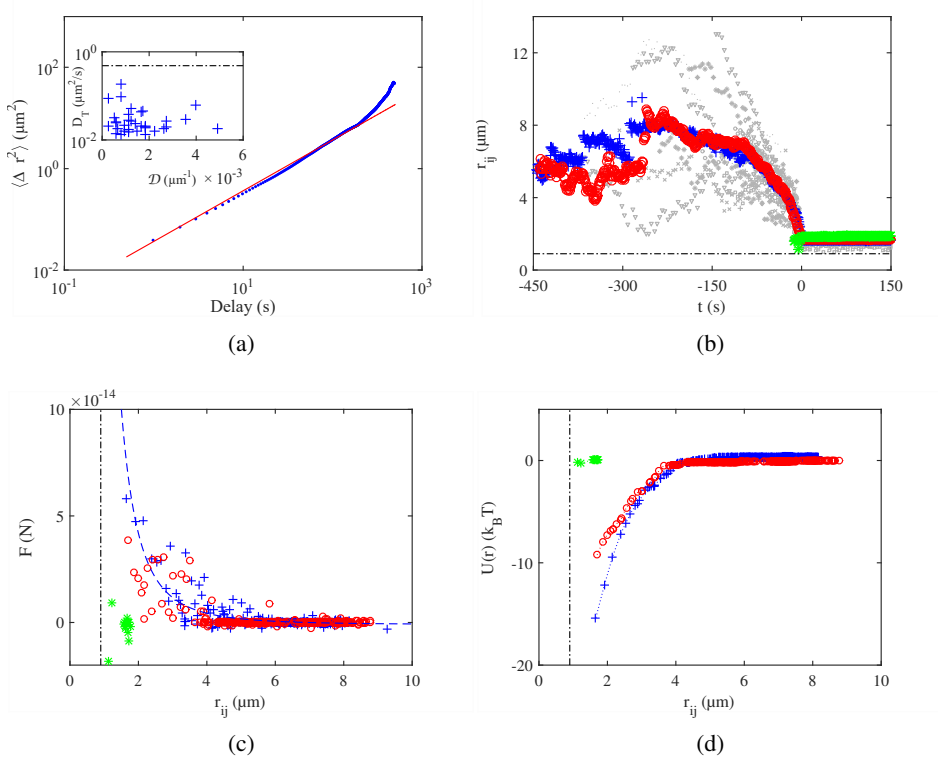 10^2
10^0
10^-2
10^-1
10^1
10^3
Delay (s)
⟨Δ r^2⟩ (μm^2)
10^0
10^-2
D_T (μm^2/s)
0 2 4 6
𝒟 (μm^-1) × 10^-3
(a)
12
8
4
0
r_ij (μm)
-450 -300 -150 0 150
t (s)
(b)
×10^-14
10
5
0
F (N)
0 2 4 6 8 10
r_ij (μm)
(c)
0
-10
-20
U(r) (k_B T)
0 2 4 6 8 10
r_ij (μm)
(d)